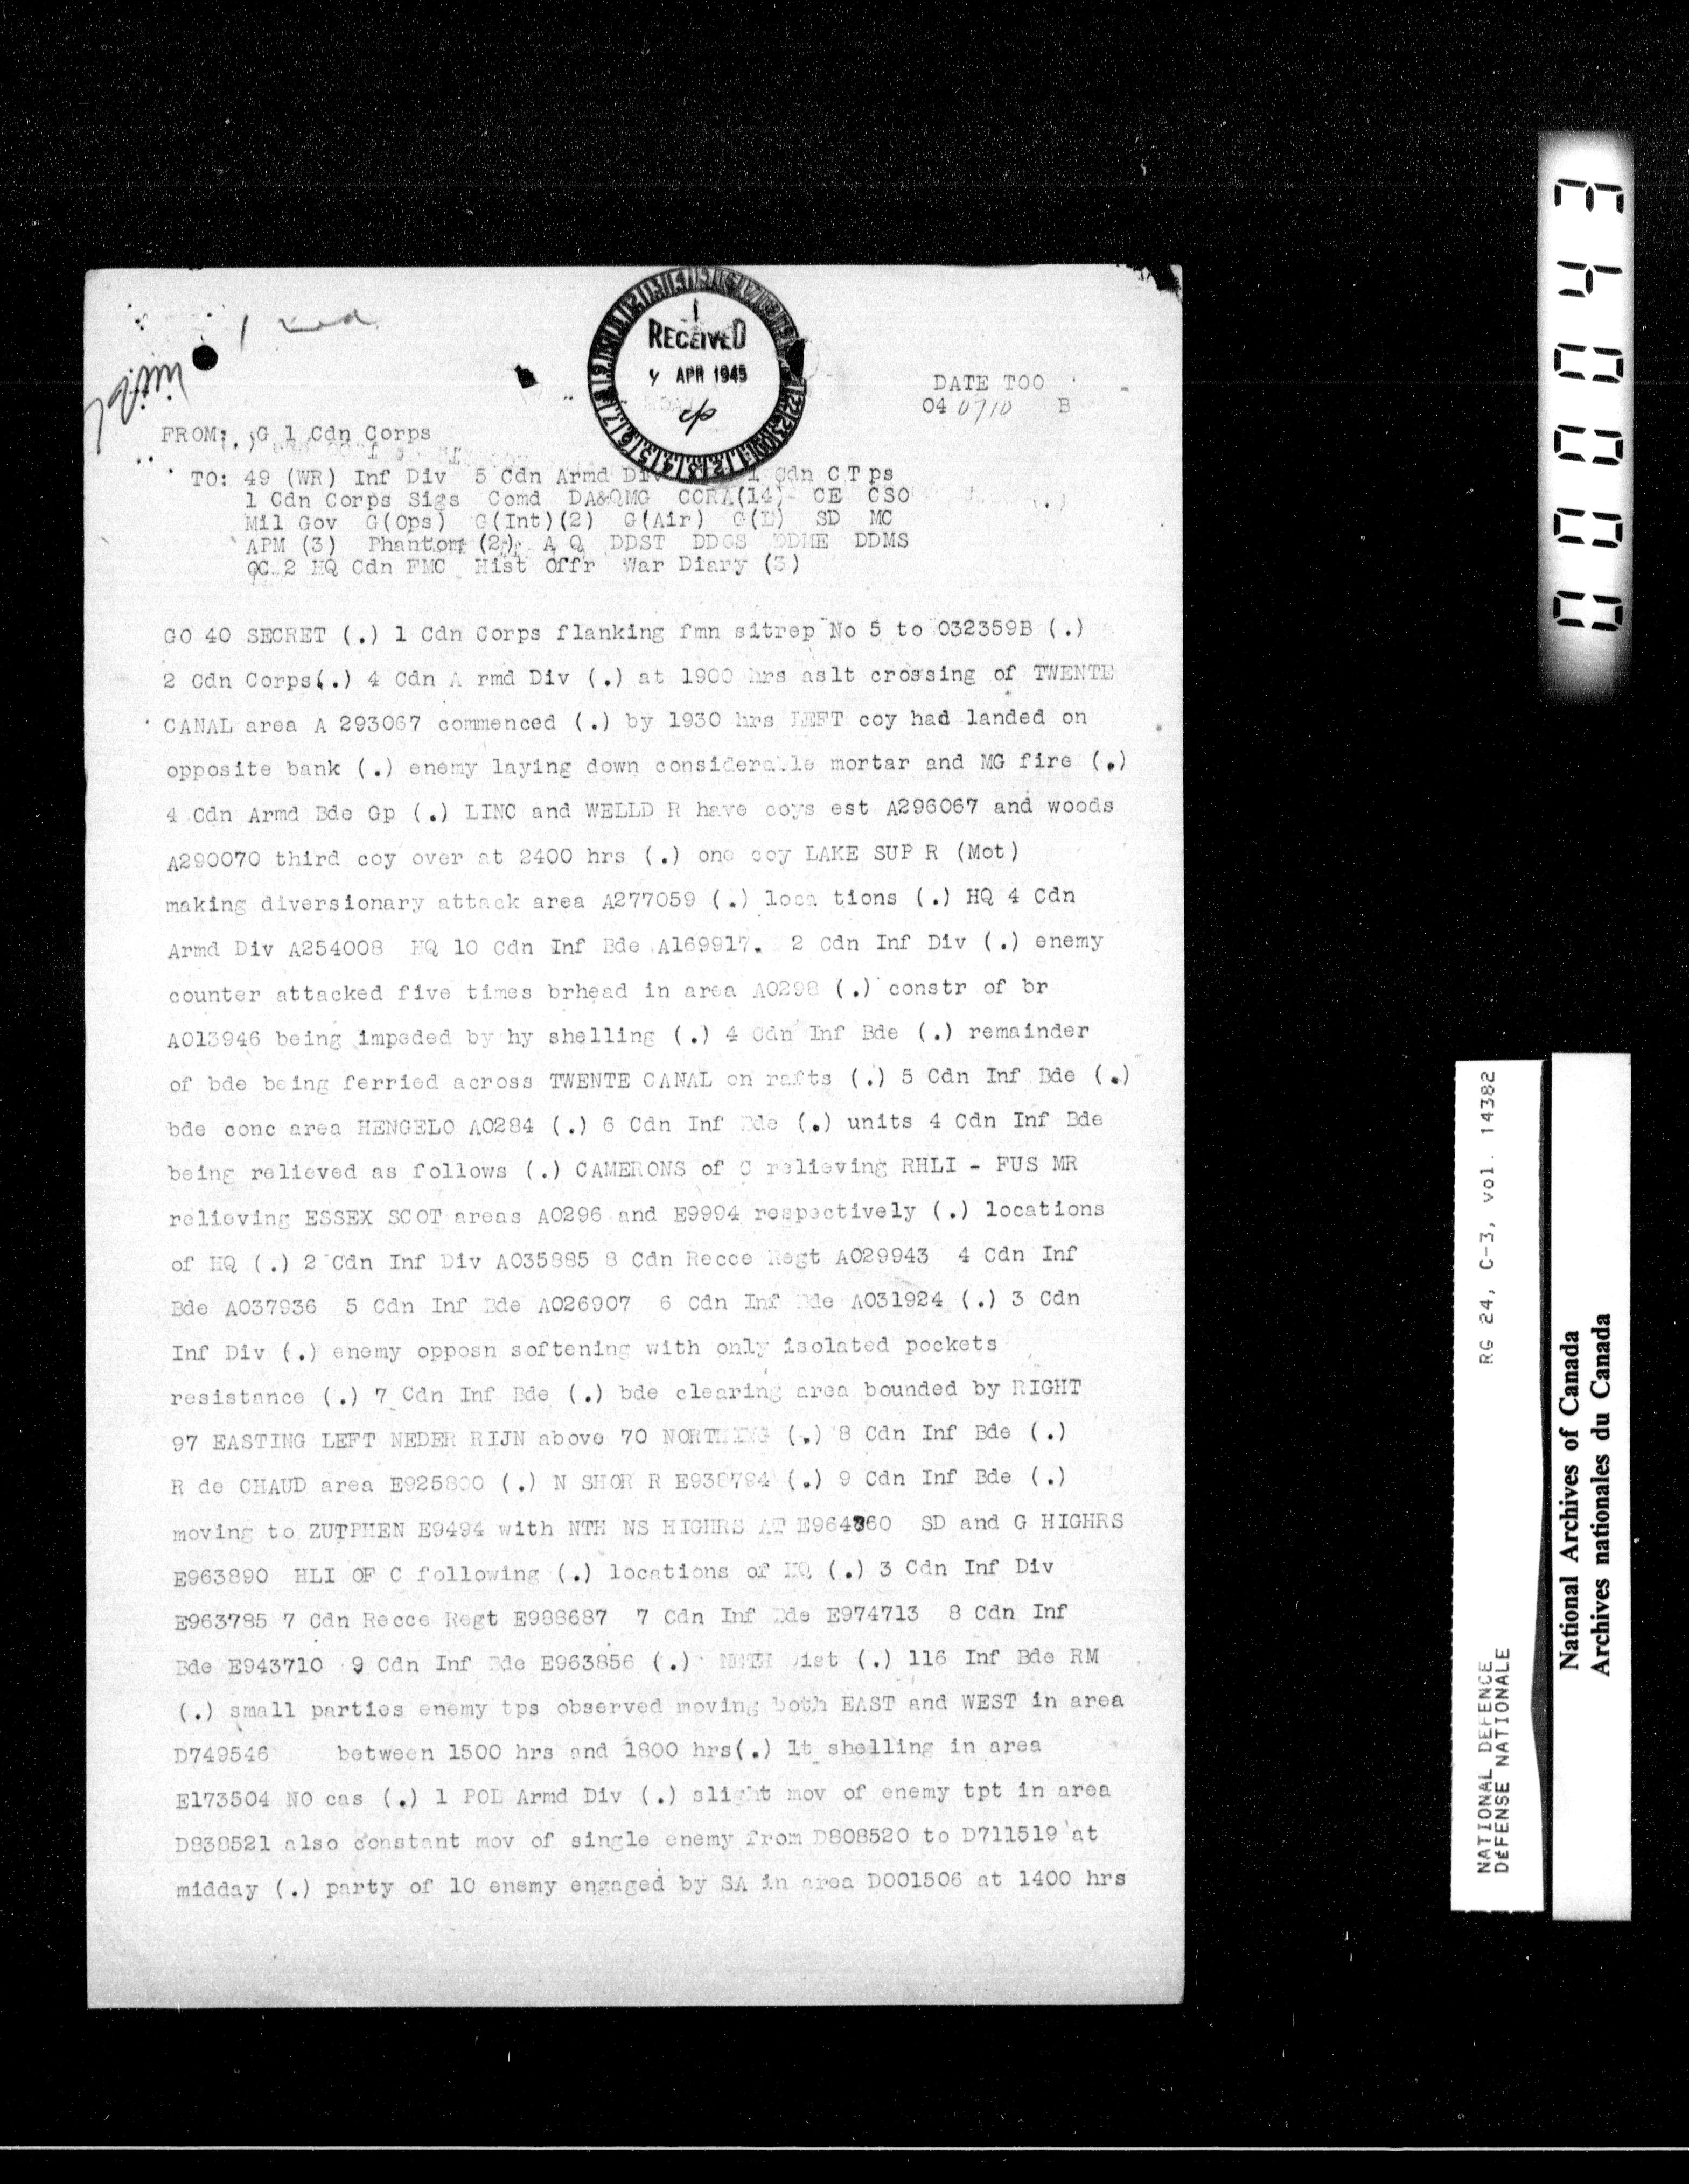 RECEIVED
4 APR 1945
DATE TOO
04 0710 B
FROM: G 1 Cdn Corps
TO: 49 (WR) Inf Div 5 Cdn Armd Div 1 Cdn C Tps
1 Cdn Corps Sigs Comd DA&QMG CCRA(14) CE CSO
Mil Gov G(Ops) G(Int)(2) G(Air) G(L) SD MC
APM (3) Phantom (2) A Q DDST DDOS DDME DDMS
OC 2 HQ Cdn FMC Hist Offr War Diary (3)
GO 40 SECRET (.) 1 Cdn Corps flanking fmn sitrep No 5 to 032359B (.)
2 Cdn Corps(.) 4 Cdn A rmd Div (.) at 1900 hrs aslt crossing of TWENTE
CANAL area A 293067 commenced (.) by 1930 hrs LEFT coy had landed on
opposite bank (.) enemy laying down considerable mortar and MG fire (.)
4 Cdn Armd Bde Gp (.) LINC and WELLD R have coys est A296067 and woods
A290070 third coy over at 2400 hrs (.) one coy LAKE SUP R (Mot)
making diversionary attack area A277059 (.) loca tions (.) HQ 4 Cdn
Armd Div A254008 HQ 10 Cdn Inf Bde A169917. 2 Cdn Inf Div (.) enemy
counter attacked five times brhead in area A0298 (.) constr of br
A013946 being impeded by hy shelling (.) 4 Cdn Inf Bde (.) remainder
of bde being ferried across TWENTE CANAL on rafts (.) 5 Cdn Inf Bde (.)
bde conc area HENGELO A0284 (.) 6 Cdn Inf Bde (.) units 4 Cdn Inf Bde
being relieved as follows (.) CAMERONS of C relieving RHLI - FUS MR
relieving ESSEX SCOT areas A0296 and E9994 respectively (.) locations
of HQ (.) 2 Cdn Inf Div A035885 8 Cdn Recce Regt A029943 4 Cdn Inf
Bde A037936 5 Cdn Inf Bde A026907 6 Cdn Inf Bde A031924 (.) 3 Cdn
Inf Div (.) enemy opposn softening with only isolated pockets
resistance (.) 7 Cdn Inf Bde (.) bde clearing area bounded by RIGHT
97 EASTING LEFT NEDER RIJN above 70 NORTHING (.) 8 Cdn Inf Bde (.)
R de CHAUD area E925800 (.) N SHOR R E938794 (.) 9 Cdn Inf Bde (.)
moving to ZUTPHEN E9494 with NTH NS HIGHRS AT E964860 SD and G HIGHRS
E963890 HLI OF C following (.) locations of HQ (.) 3 Cdn Inf Div
E963785 7 Cdn Recce Regt E988687 7 Cdn Inf Bde E974713 8 Cdn Inf
Bde E943710 9 Cdn Inf Bde E963856 (.) Dist (.) 116 Inf Bde RM
(.) small parties enemy tps observed moving both EAST and WEST in area
D749546 between 1500 hrs and 1800 hrs(.) lt shelling in area
E173504 NO cas (.) 1 POL Armd Div (.) slight mov of enemy tpt in area
D838521 also constant mov of single enemy from D808520 to D711519 at
midday (.) party of 10 enemy engaged by SA in area D001506 at 1400 hrs
000043
RG 24, C-3, vol. 14382
NATIONAL DEFENCE
DÉFENSE NATIONALE
National Archives of Canada
Archives nationales du Canada